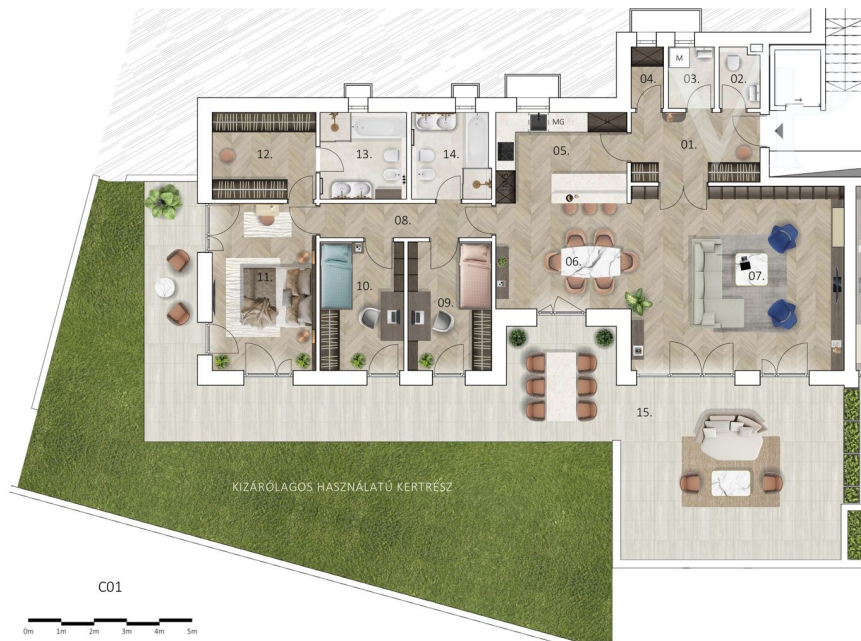 04.
M
03.
02.
MG
H
05.
01.
12.
13.
14.
08.
06.
07.
11.
10.
09.
15.
KIZÁRÓLAGOS HASZNÁLATÚ KERTRÉSZ
C01
0m 1m 2m 3m 4m 5m